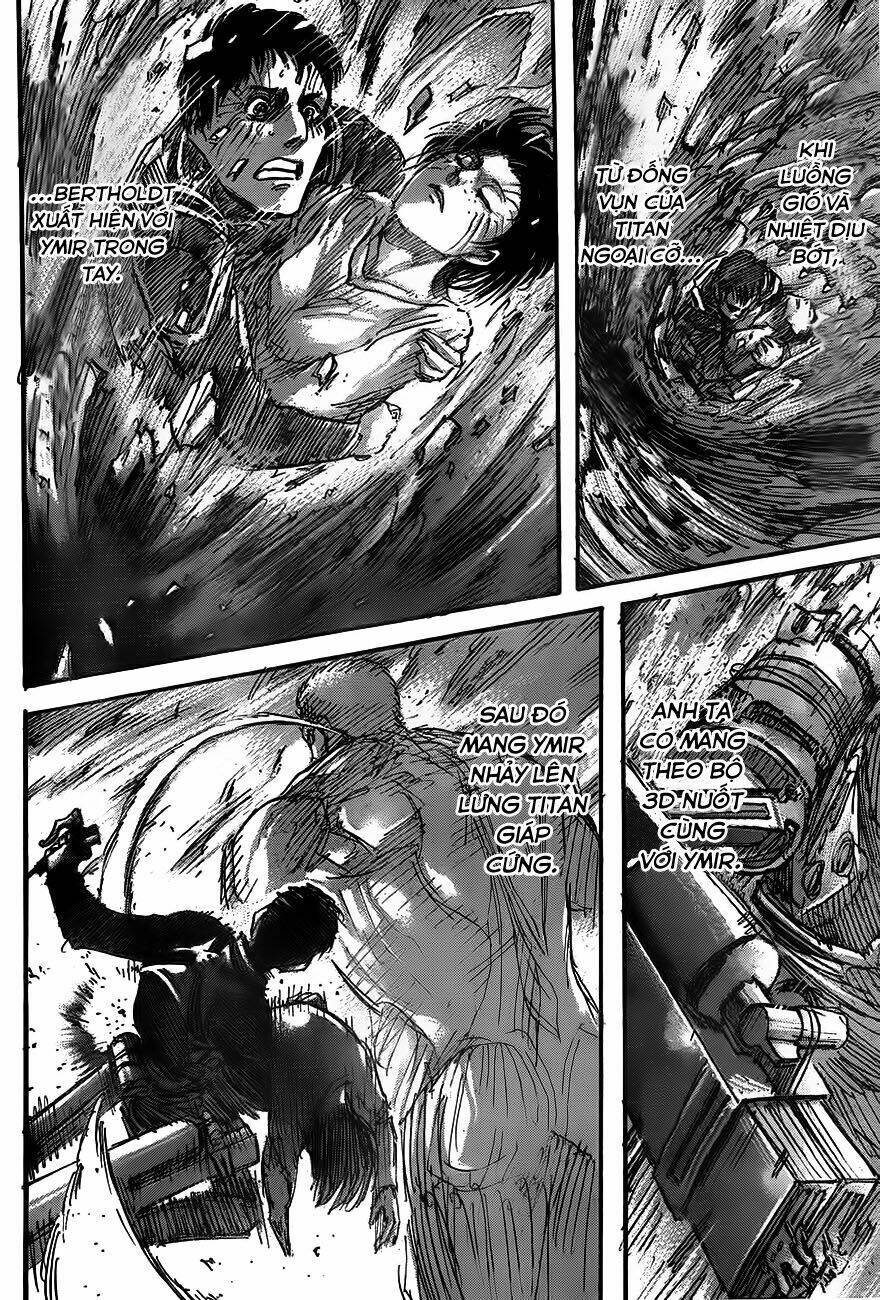 KHI
LUỒNG
GIÓ VÀ
NHIỆT DỊU
BỚT,
TỪ ĐỐNG
VỤN CỦA
TITAN
NGOẠI CỠ...
...BERTHOLDT
XUẤT HIỆN VỚI
YMIR TRONG
TAY.
ANH TA
CÓ MANG
THEO BỘ
3D NUỐT
CÙNG
VỚI YMIR.
SAU ĐÓ
MANG YMIR
NHẢY LÊN
LƯNG TITAN
GIÁP
CỨNG.